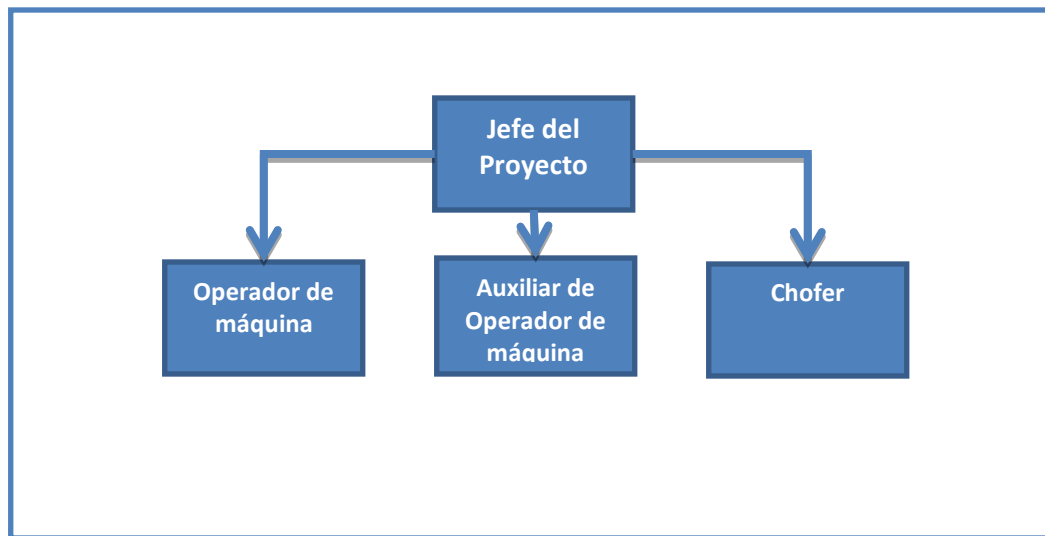 Jefe del
Proyecto
Operador de
máquina
Auxiliar de
Operador de
máquina
Chofer